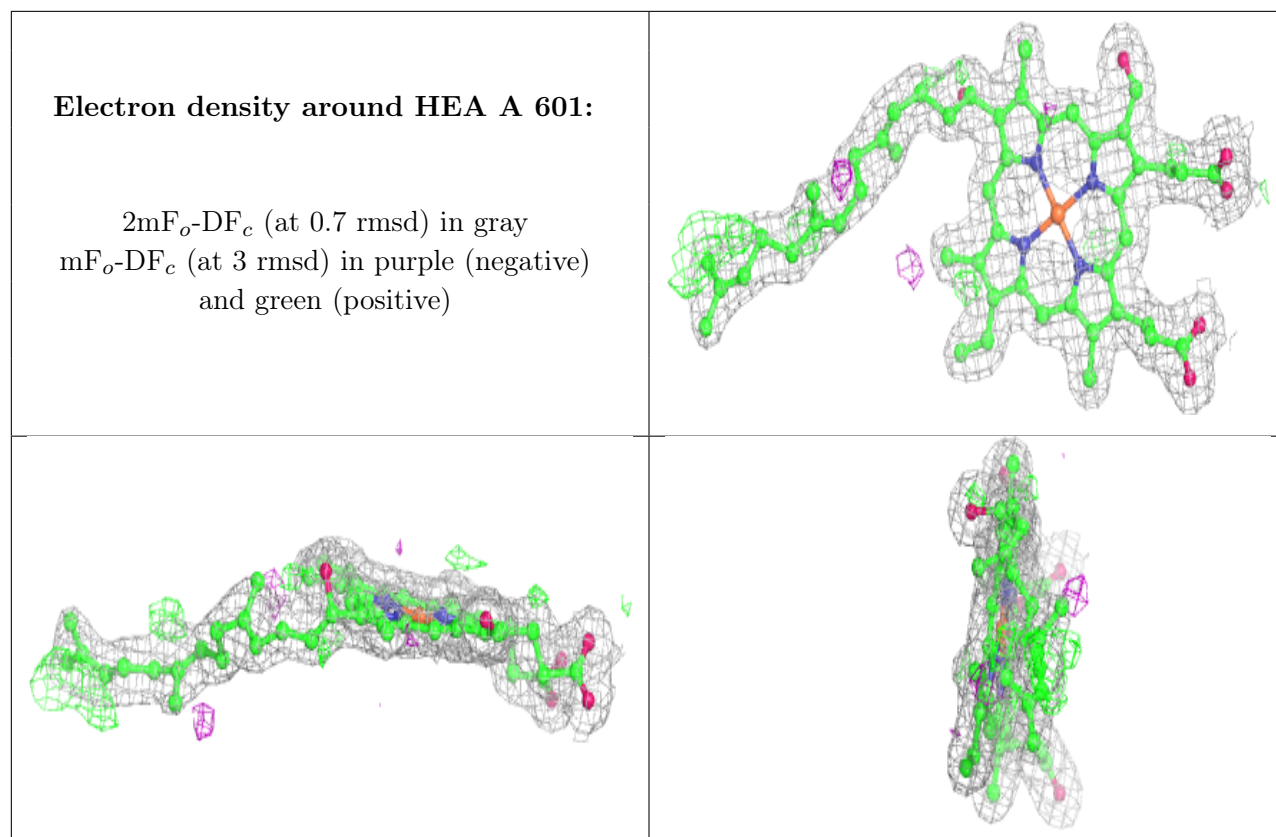 Electron density around HEA A 601:
2mFo-DFc (at 0.7 rmsd) in gray
mFo-DFc (at 3 rmsd) in purple (negative)
and green (positive)